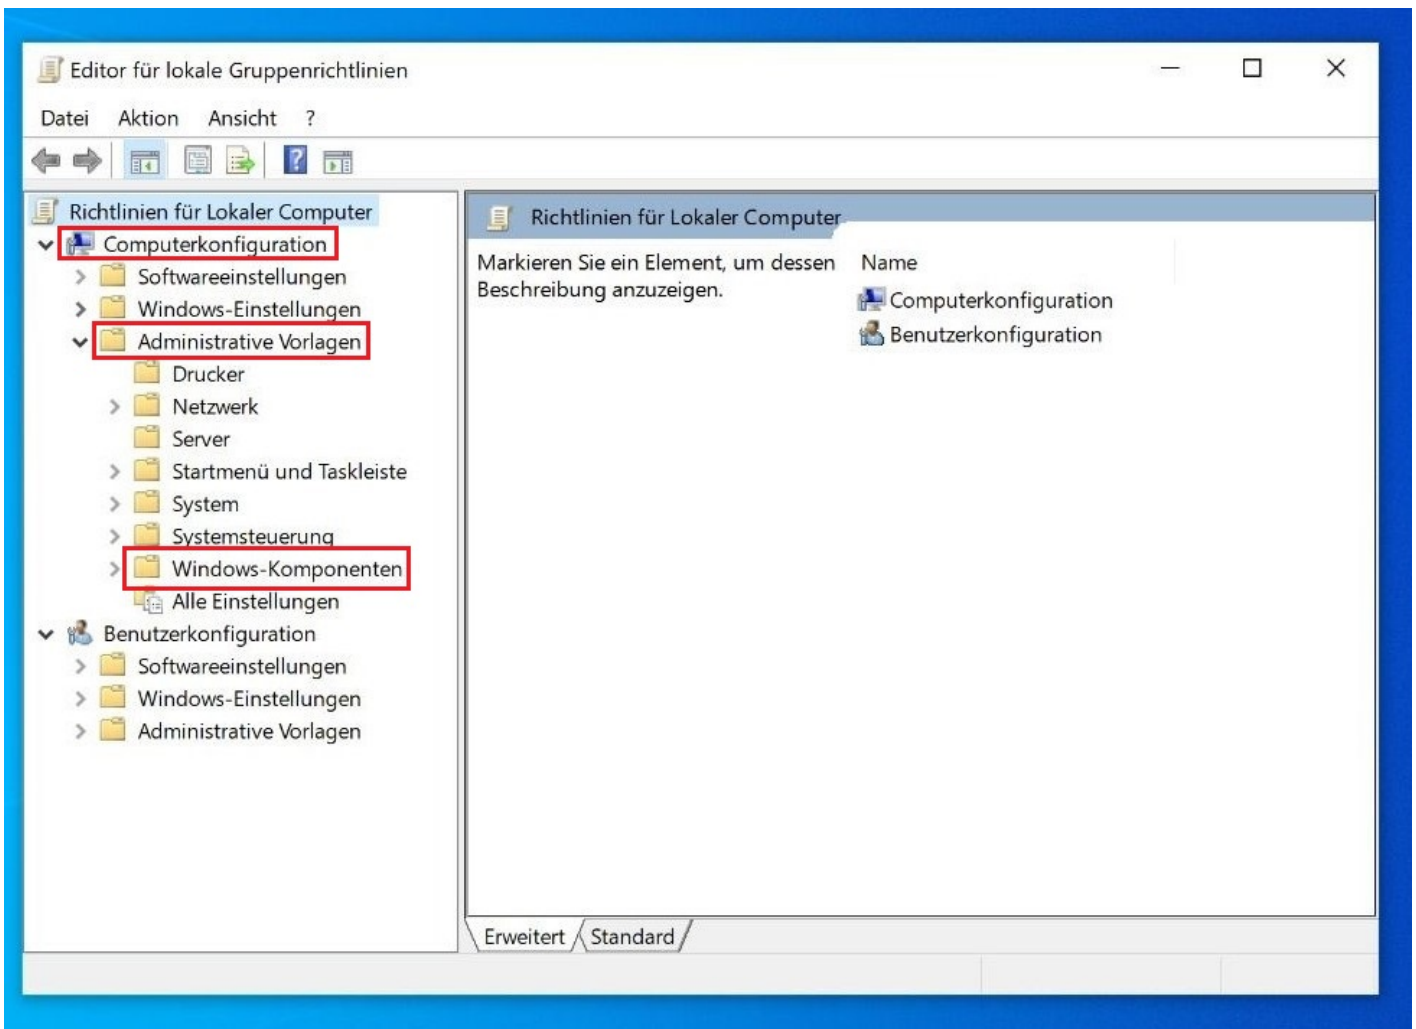 Editor für lokale Gruppenrichtlinien
Datei Aktion Ansicht ?
Richtlinien für Lokaler Computer
Computerkonfiguration
Softwareeinstellungen
Windows-Einstellungen
Administrative Vorlagen
Drucker
Netzwerk
Server
Startmenü und Taskleiste
System
Systemsteuerung
Windows-Komponenten
Alle Einstellungen
Benutzerkonfiguration
Softwareeinstellungen
Windows-Einstellungen
Administrative Vorlagen
Richtlinien für Lokaler Computer
Markieren Sie ein Element, um dessen
Beschreibung anzuzeigen.
Name
Computerkonfiguration
Benutzerkonfiguration
Erweitert Standard